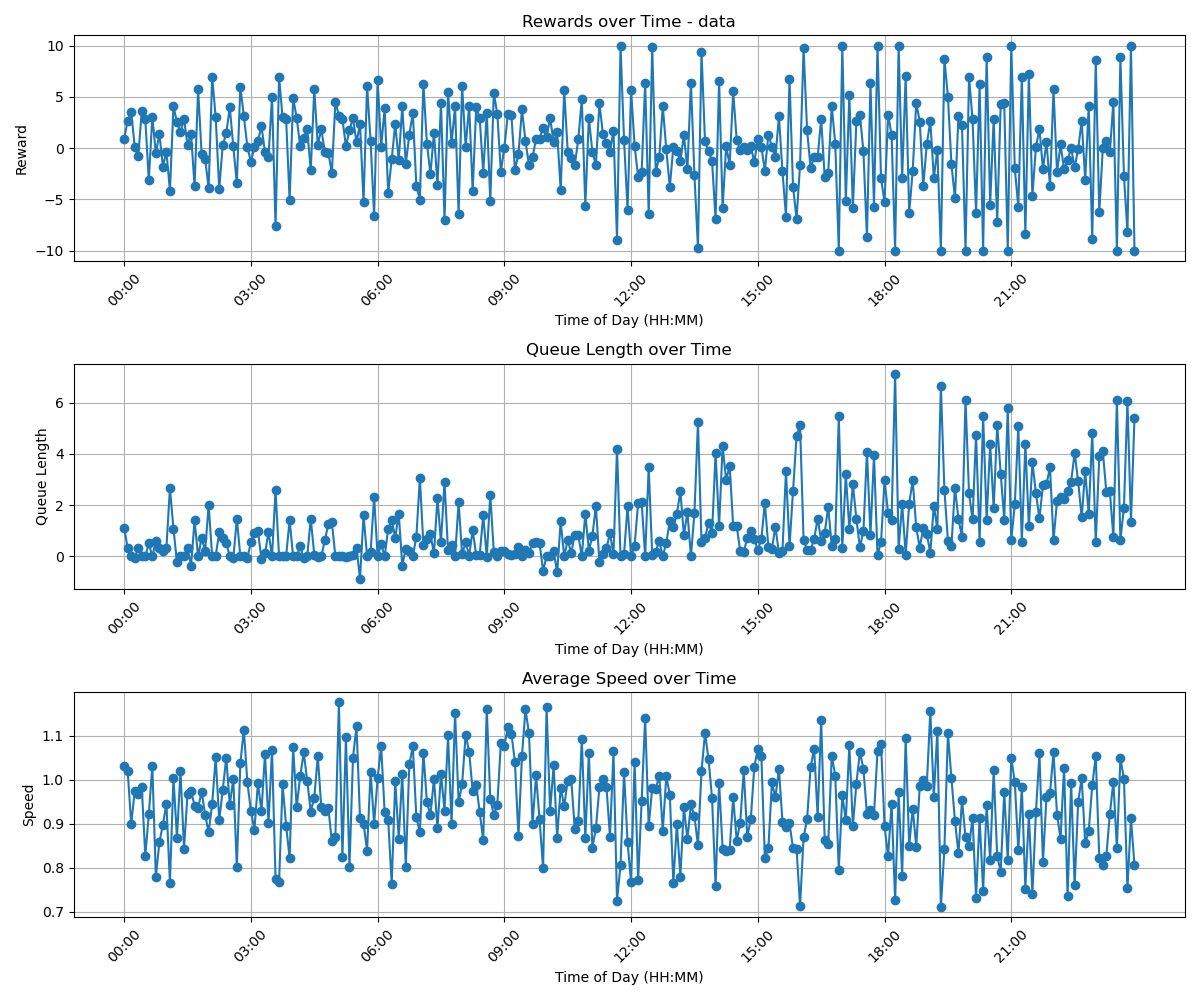 Rewards over Time - data
10
5
0
−5
−10
Reward
00:00 03:00 06:00 09:00 12:00 15:00 18:00 21:00
Time of Day (HH:MM)
Queue Length over Time
6
4
2
0
Queue Length
00:00 03:00 06:00 09:00 12:00 15:00 18:00 21:00
Time of Day (HH:MM)
Average Speed over Time
1.1
1.0
0.9
0.8
0.7
Speed
00:00 03:00 06:00 09:00 12:00 15:00 18:00 21:00
Time of Day (HH:MM)